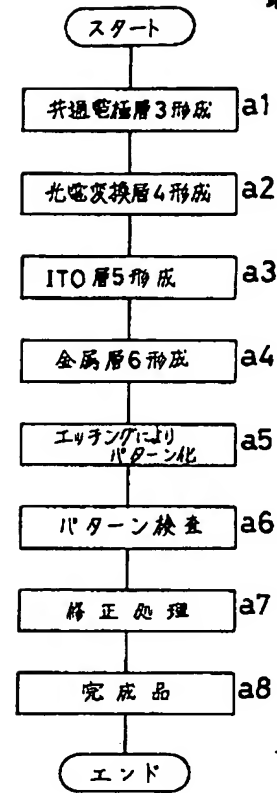 スタート
共通電極層3形成 a1
光電変換層4形成 a2
ITO層5形成 a3
金属層6形成 a4
エッチングにより
パターン化 a5
パターン検査 a6
修正処理 a7
完成品 a8
エンド